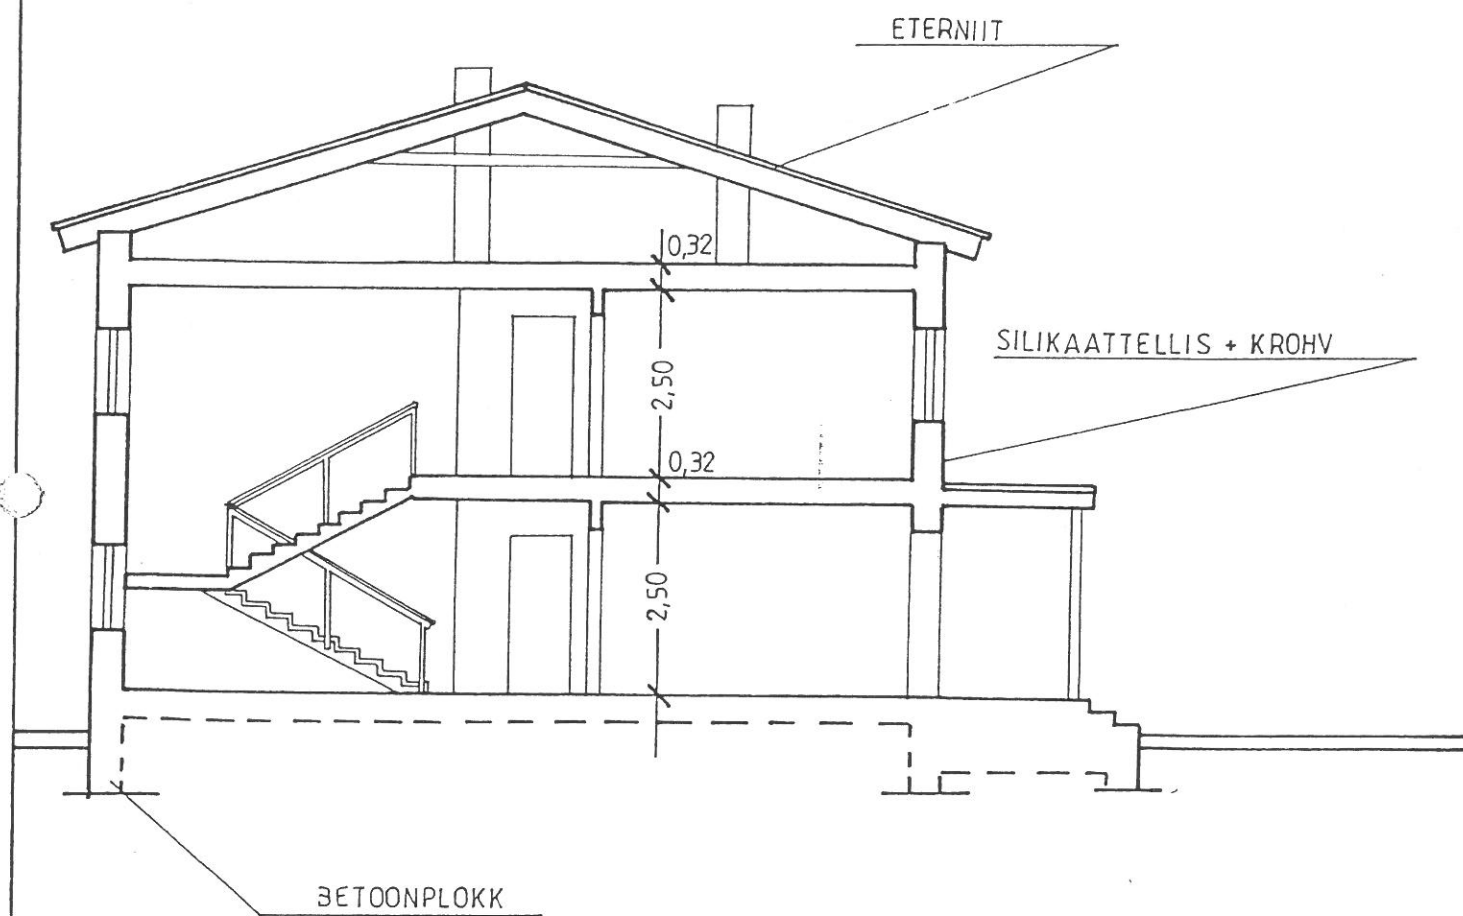 ETERNIIT
0,32
SILIKAATTELLIS + KROHV
2,50
0,32
2,50
BETOONPLOKK